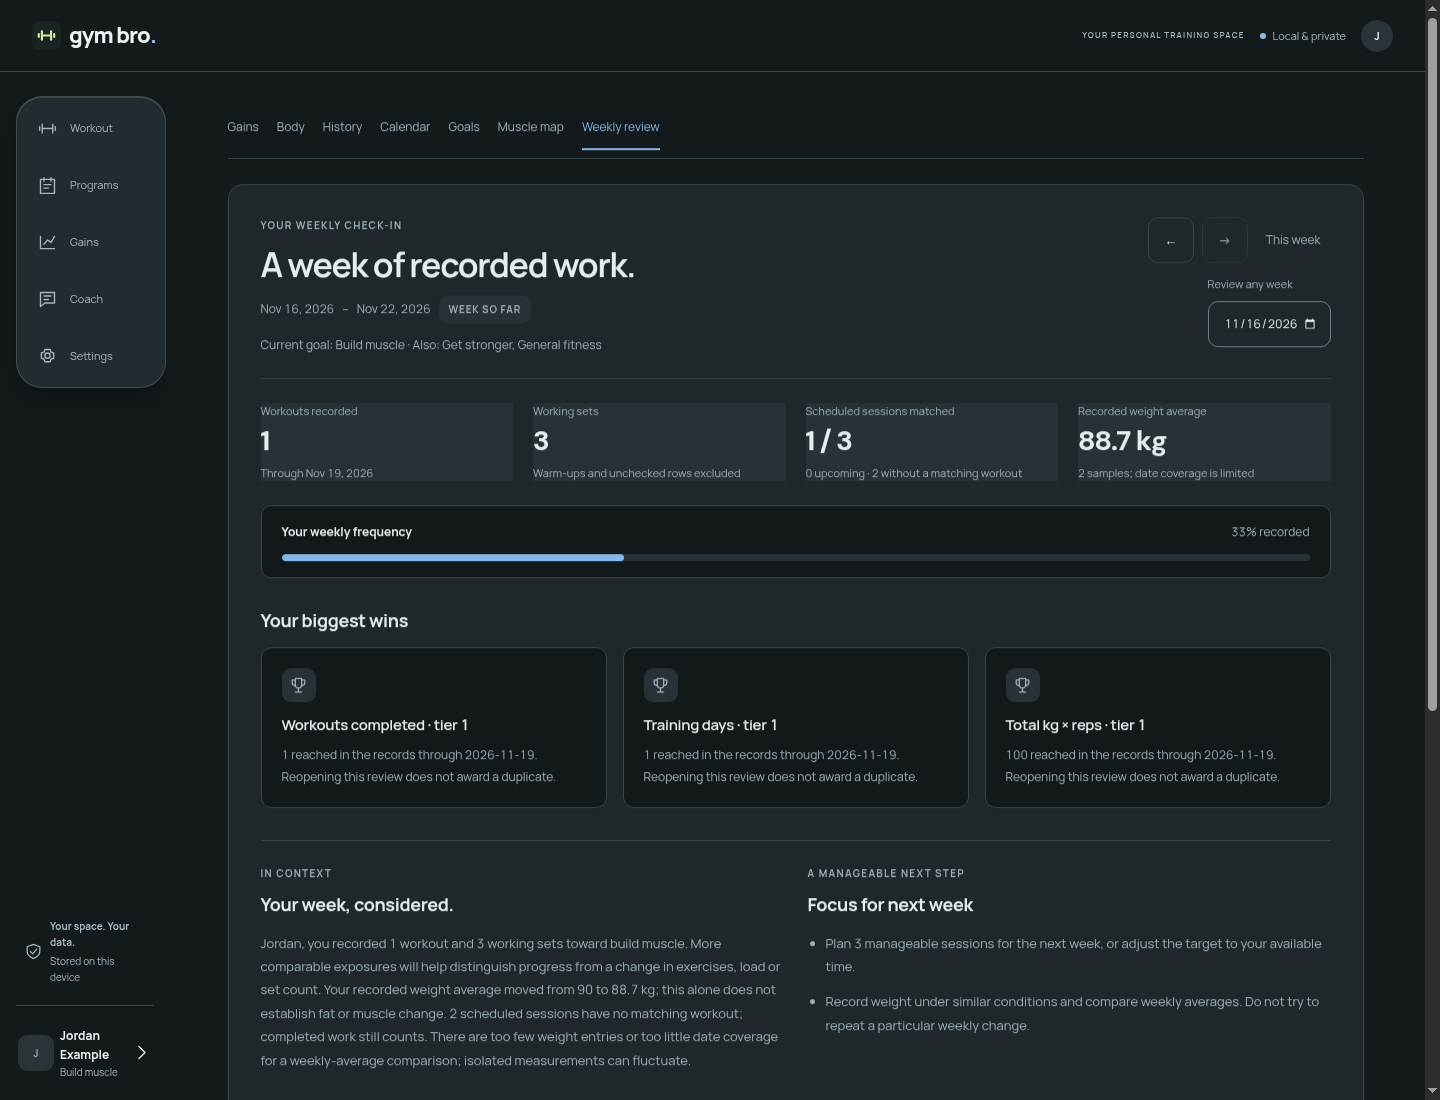 gym bro.
YOUR PERSONAL TRAINING SPACE
Local & private
J
Workout
Programs
Gains
Coach
Settings
Gains Body History Calendar Goals Muscle map Weekly review
YOUR WEEKLY CHECK-IN
A week of recorded work.
Nov 16, 2026 – Nov 22, 2026 WEEK SO FAR
Current goal: Build muscle · Also: Get stronger, General fitness
← → This week
Review any week
11/16/2026
Workouts recorded
1
Through Nov 19, 2026
Working sets
3
Warm-ups and unchecked rows excluded
Scheduled sessions matched
1 / 3
0 upcoming · 2 without a matching workout
Recorded weight average
88.7 kg
2 samples; date coverage is limited
Your weekly frequency
33% recorded
Your biggest wins
Workouts completed · tier 1
1 reached in the records through 2026-11-19.
Reopening this review does not award a duplicate.
Training days · tier 1
1 reached in the records through 2026-11-19.
Reopening this review does not award a duplicate.
Total kg × reps · tier 1
100 reached in the records through 2026-11-19.
Reopening this review does not award a duplicate.
IN CONTEXT
Your week, considered.
Jordan, you recorded 1 workout and 3 working sets toward build muscle. More
comparable exposures will help distinguish progress from a change in exercises, load or
set count. Your recorded weight average moved from 90 to 88.7 kg; this alone does not
establish fat or muscle change. 2 scheduled sessions have no matching workout;
completed work still counts. There are too few weight entries or too little date coverage
for a weekly-average comparison; isolated measurements can fluctuate.
A MANAGEABLE NEXT STEP
Focus for next week
Plan 3 manageable sessions for the next week, or adjust the target to your available
time.
Record weight under similar conditions and compare weekly averages. Do not try to
repeat a particular weekly change.
Your space. Your
data.
Stored on this
device
J
Jordan
Example
Build muscle